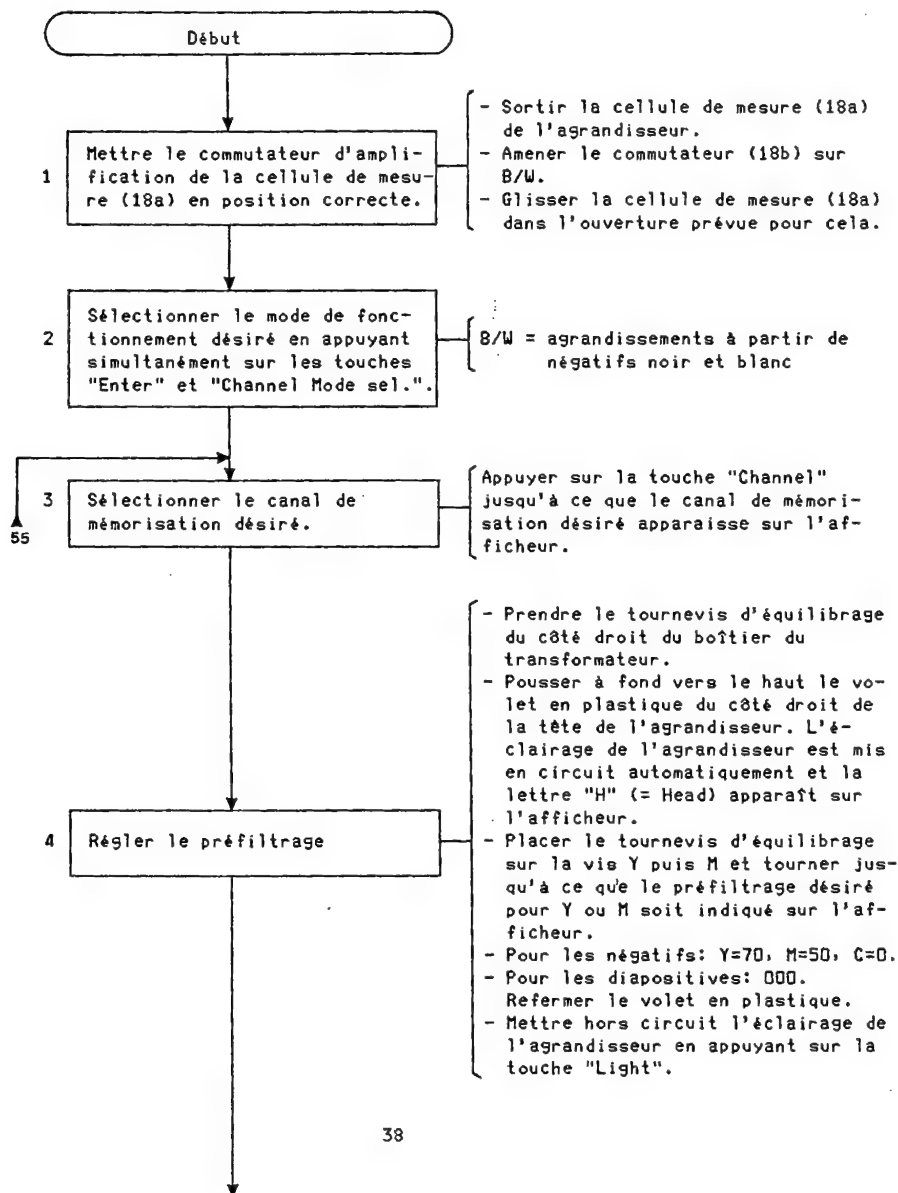 Début
1
Mettre le commutateur d'ampli-
fication de la cellule de mesu-
re (18a) en position correcte.
- Sortir la cellule de mesure (18a)
de l'agrandisseur.
- Amener le commutateur (18b) sur
B/W.
- Glisser la cellule de mesure (18a)
dans l'ouverture prévue pour cela.
2
Sélectionner le mode de fonc-
tionnement désiré en appuyant
simultanément sur les touches
"Enter" et "Channel Mode sel.".
B/W = agrandissements à partir de
négatifs noir et blanc
55
3
Sélectionner le canal de
mémorisation désiré.
Appuyer sur la touche "Channel"
jusqu'à ce que le canal de mémori-
sation désiré apparaisse sur l'af-
ficheur.
4
Régler le préfiltrage
- Prendre le tournevis d'équilibrage
du côté droit du boîtier du
transformateur.
- Pousser à fond vers le haut le vo-
let en plastique du côté droit de
la tête de l'agrandisseur. L'é-
clairage de l'agrandisseur est mis
en circuit automatiquement et la
lettre "H" (= Head) apparaît sur
l'afficheur.
- Placer le tournevis d'équilibrage
sur la vis Y puis M et tourner jus-
qu'à ce que le préfiltrage désiré
pour Y ou M soit indiqué sur l'af-
ficheur.
- Pour les négatifs: Y=70, M=50, C=0.
- Pour les diapositives: 000.
Refermer le volet en plastique.
- Mettre hors circuit l'éclairage de
l'agrandisseur en appuyant sur la
touche "Light".
38